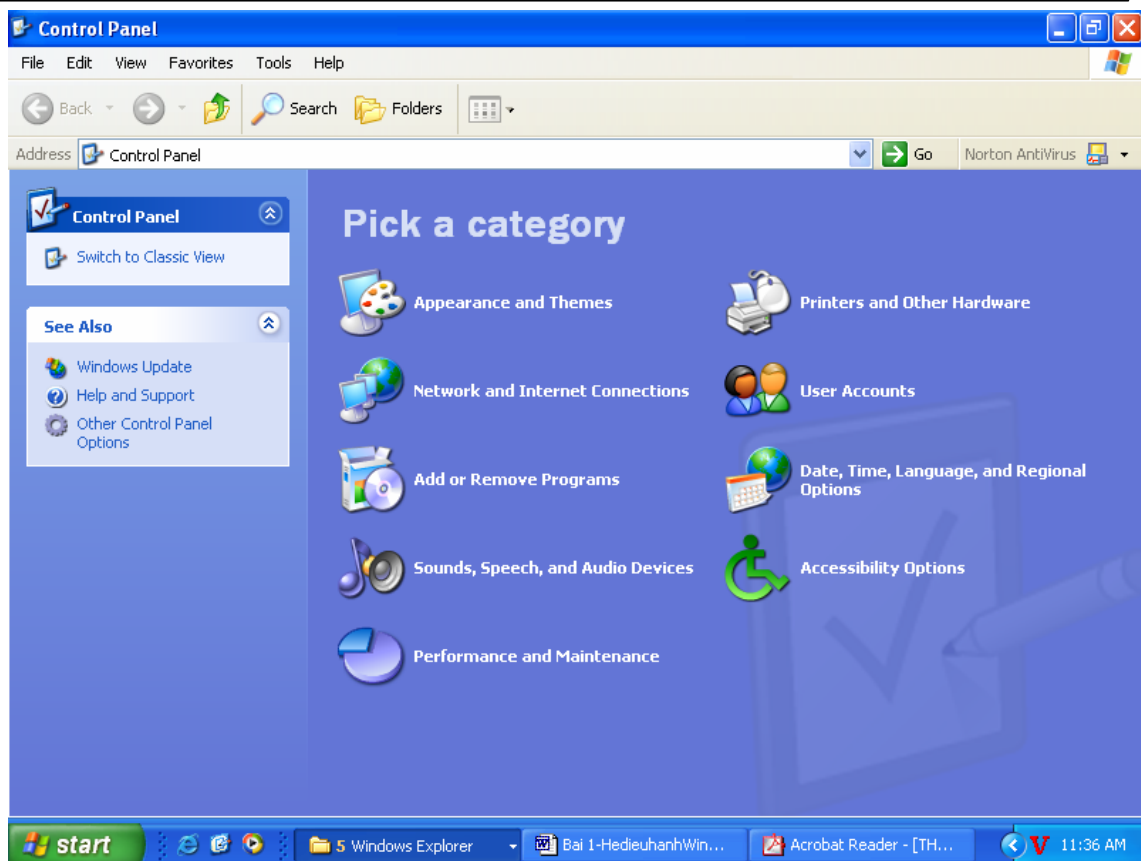 Control Panel
File Edit View Favorites Tools Help
Back Search Folders
Address Control Panel Go Norton AntiVirus
Control Panel
Switch to Classic View
See Also
Windows Update
Help and Support
Other Control Panel
Options
Pick a category
Appearance and Themes
Printers and Other Hardware
Network and Internet Connections
User Accounts
Add or Remove Programs
Date, Time, Language, and Regional
Options
Sounds, Speech, and Audio Devices
Accessibility Options
Performance and Maintenance
start 5 Windows Explorer Bai 1-HedieuhanhWin... Acrobat Reader - [TH... V 11:36 AM